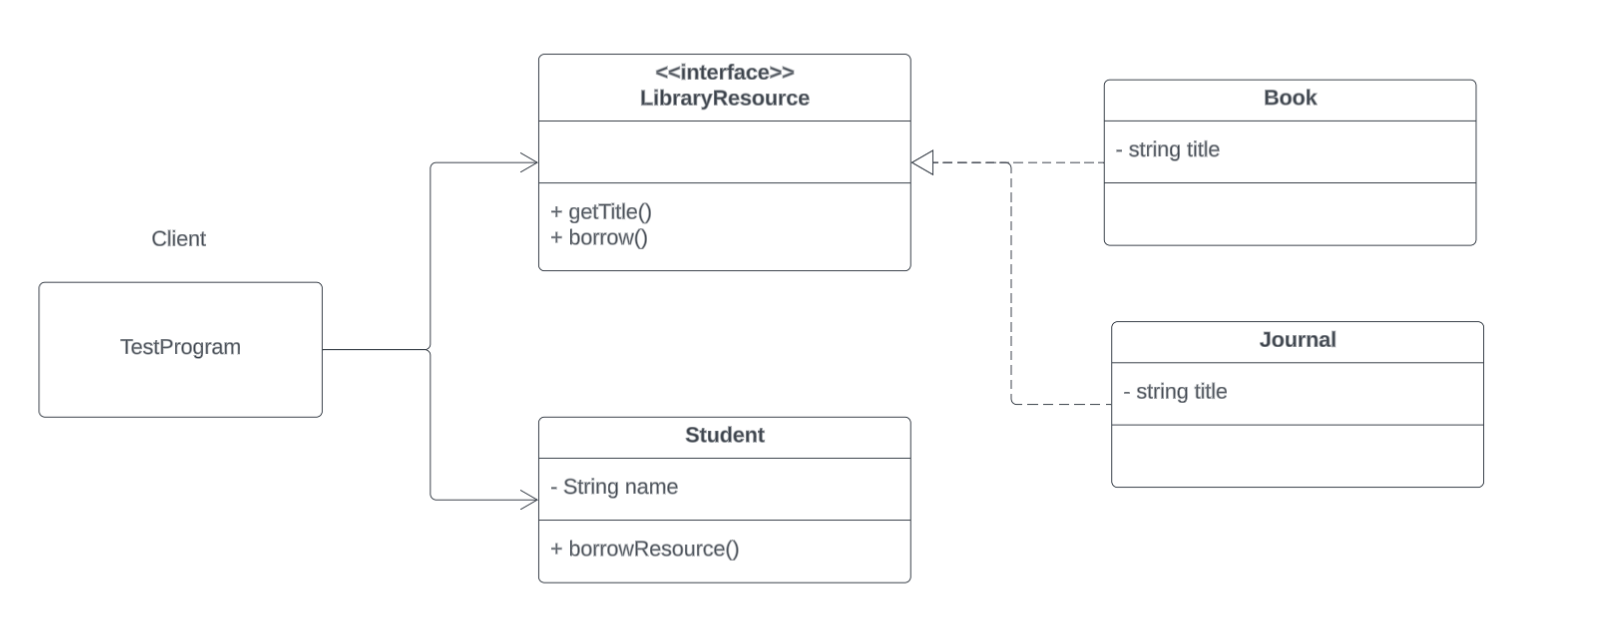 <<interface>>
LibraryResource
+ getTitle()
+ borrow()
Book
- string title
Client
TestProgram
Journal
- string title
Student
- String name
+ borrowResource()